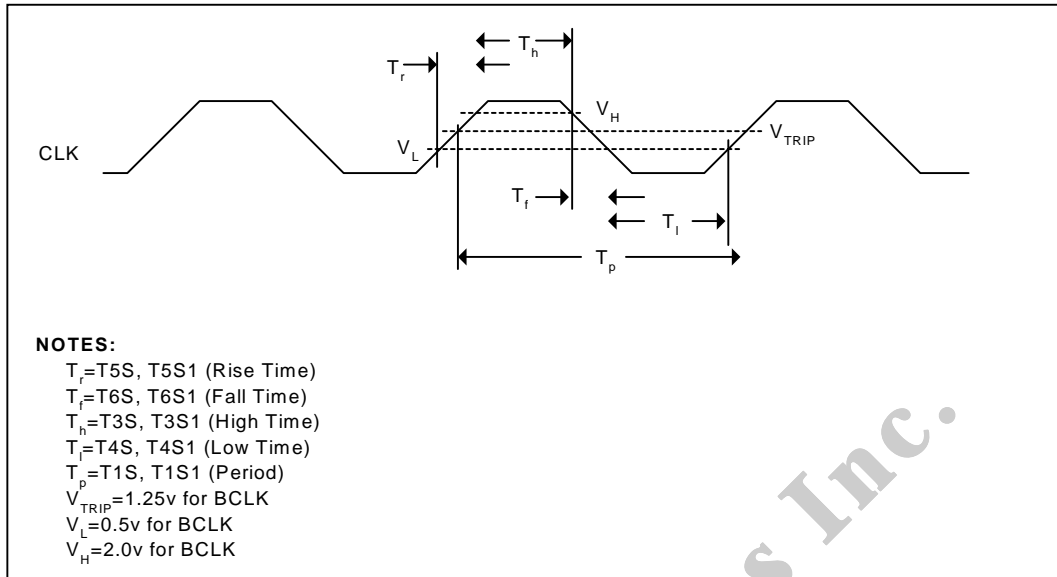 T_h
T_r
V_H
V_TRIP
CLK
V_L
T_f
T_l
T_p
NOTES:
T_r=T5S, T5S1 (Rise Time)
T_f=T6S, T6S1 (Fall Time)
T_h=T3S, T3S1 (High Time)
T_l=T4S, T4S1 (Low Time)
T_p=T1S, T1S1 (Period)
V_TRIP=1.25v for BCLK
V_L=0.5v for BCLK
V_H=2.0v for BCLK
s Inc.